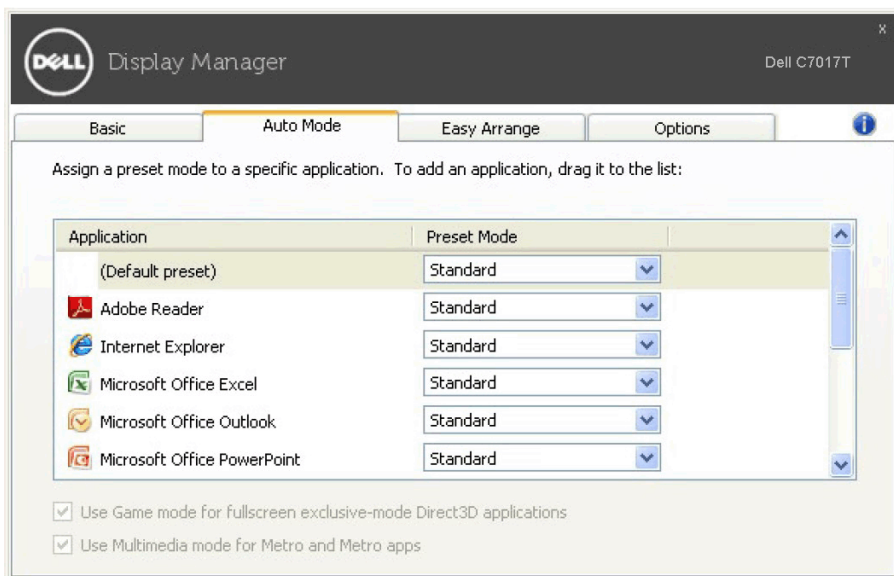 x
DELL Display Manager Dell C7017T
Basic Auto Mode Easy Arrange Options i
Assign a preset mode to a specific application. To add an application, drag it to the list:
Application Preset Mode
(Default preset) Standard
Adobe Reader Standard
Internet Explorer Standard
Microsoft Office Excel Standard
Microsoft Office Outlook Standard
Microsoft Office PowerPoint Standard
Use Game mode for fullscreen exclusive-mode Direct3D applications
Use Multimedia mode for Metro and Metro apps